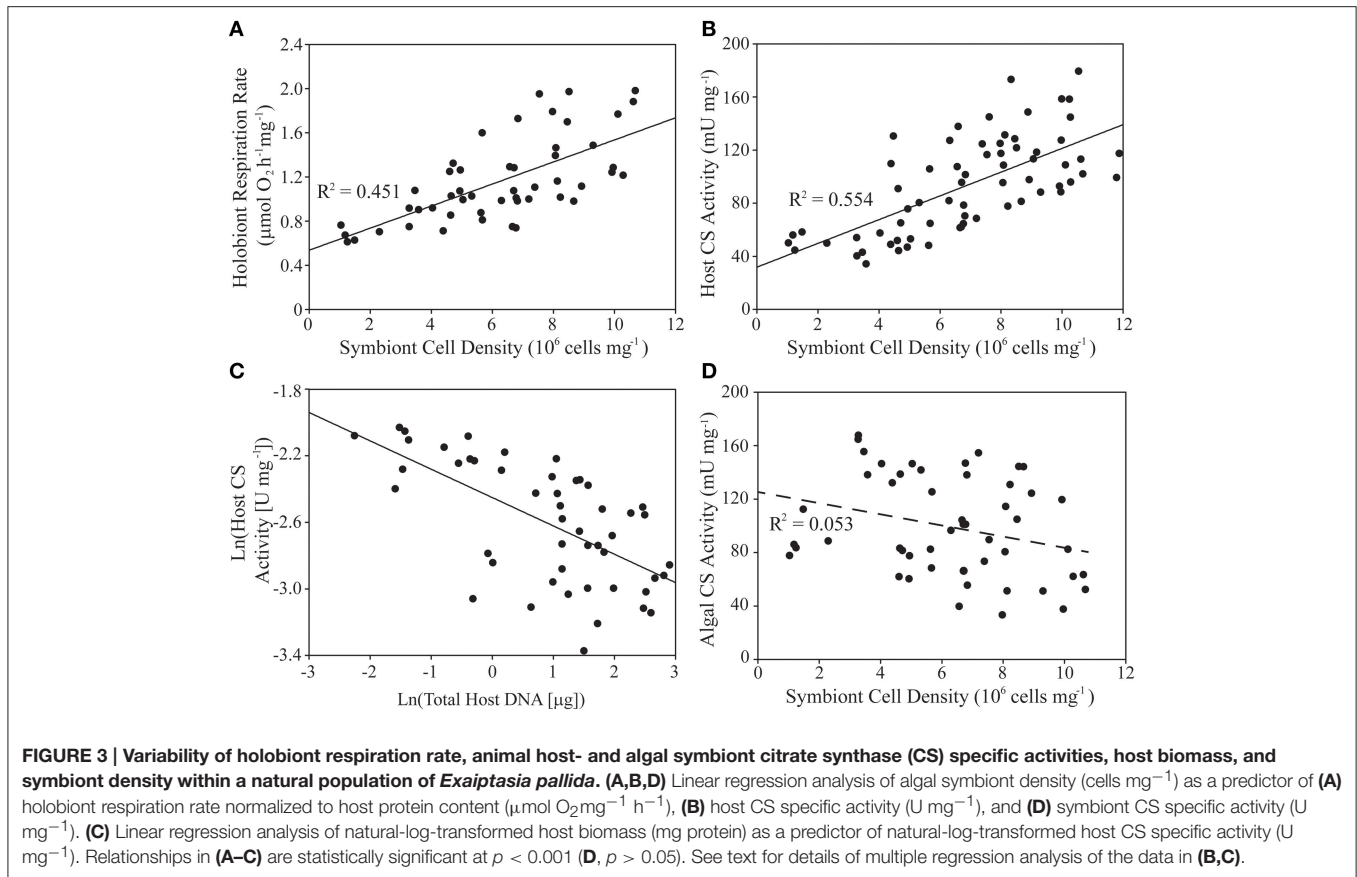 A
Holobiont Respiration Rate
(μmol O₂ h⁻¹mg⁻¹)
2.4
2.0
1.6
1.2
0.8
0.4
0
R² = 0.451
0 2 4 6 8 10 12
Symbiont Cell Density (10⁶ cells mg⁻¹)
B
Host CS Activity (mU mg⁻¹)
200
160
120
80
40
0
R² = 0.554
0 2 4 6 8 10 12
Symbiont Cell Density (10⁶ cells mg⁻¹)
C
Ln(Host CS
Activity [U mg⁻¹])
-1.8
-2.2
-2.6
-3.0
-3.4
-3 -2 -1 0 1 2 3
Ln(Total Host DNA [μg])
D
Algal CS Activity (mU mg⁻¹)
200
160
120
80
40
0
R² = 0.053
0 2 4 6 8 10 12
Symbiont Cell Density (10⁶ cells mg⁻¹)
FIGURE 3 | Variability of holobiont respiration rate, animal host- and algal symbiont citrate synthase (CS) specific activities, host biomass, and
symbiont density within a natural population of Exaiptasia pallida. (A,B,D) Linear regression analysis of algal symbiont density (cells mg⁻¹) as a predictor of (A)
holobiont respiration rate normalized to host protein content (μmol O₂mg⁻¹ h⁻¹), (B) host CS specific activity (U mg⁻¹), and (D) symbiont CS specific activity (U
mg⁻¹). (C) Linear regression analysis of natural-log-transformed host biomass (mg protein) as a predictor of natural-log-transformed host CS specific activity (U
mg⁻¹). Relationships in (A–C) are statistically significant at p < 0.001 (D, p > 0.05). See text for details of multiple regression analysis of the data in (B,C).